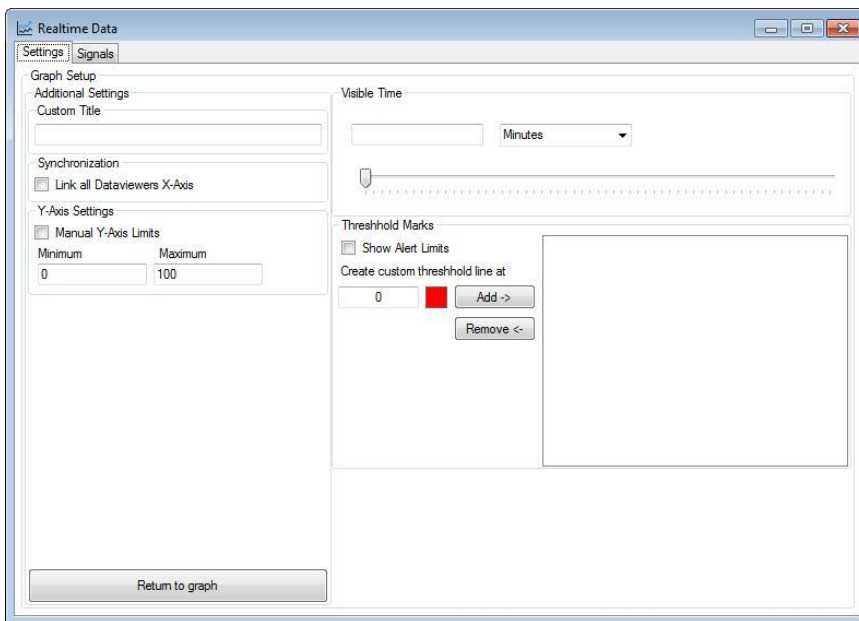 Realtime Data
Settings Signals
Graph Setup
Additional Settings
Custom Title
Synchronization
Link all Dataviewers X-Axis
Y-Axis Settings
Manual Y-Axis Limits
Minimum Maximum
0 100
Return to graph
Visible Time
Minutes
Threshhold Marks
Show Alert Limits
Create custom threshhold line at
0 Add ->
Remove <-